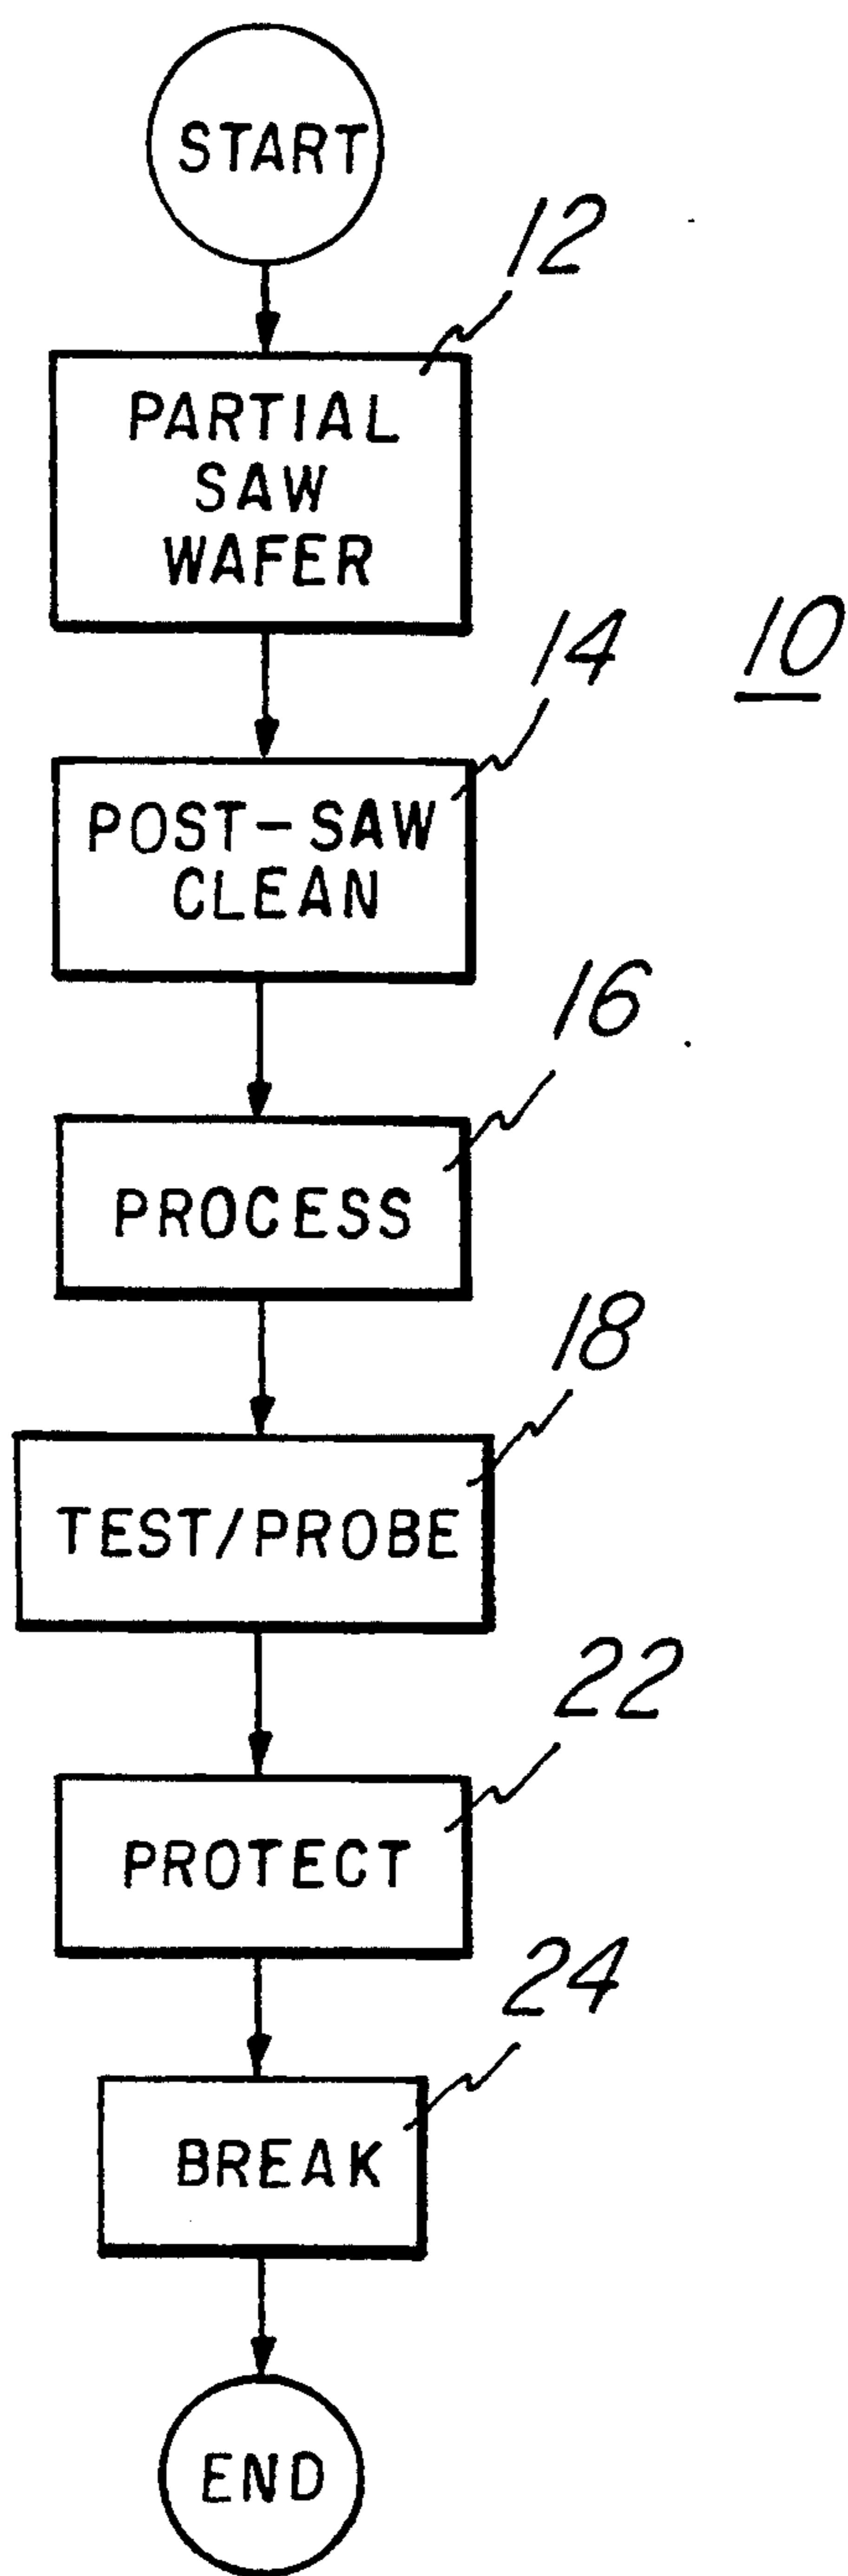 START
12
PARTIAL
SAW
WAFER
10
14
POST-SAW
CLEAN
16
PROCESS
18
TEST/PROBE
22
PROTECT
24
BREAK
END